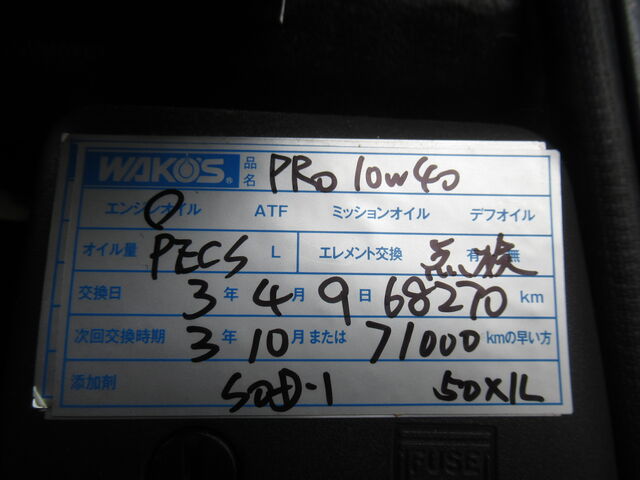 WAKO'S® 品名 PRO 10W40
エンジンオイル ATF ミッションオイル デフオイル
オイル量 PECS L エレメント交換 有 無 点検
交換日 3年 4月 9日 68270 km
次回交換時期 3年 10月 または 71000 kmの早い方
添加剤 SOD-1 50X1L
FUSE